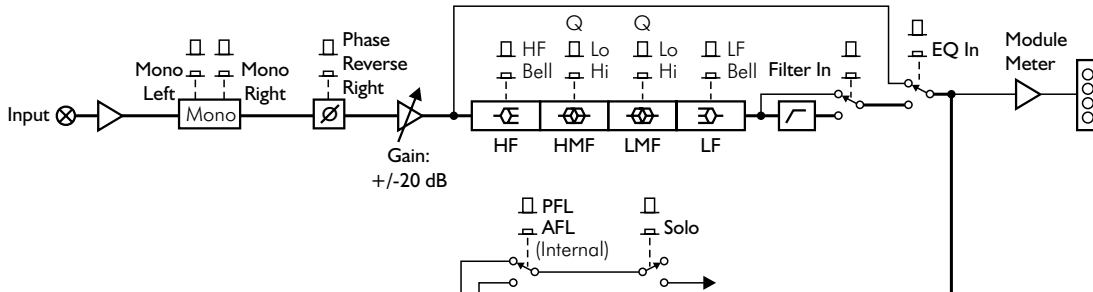 Input
Mono
Left
Mono
Right
Mono
Phase
Reverse
Right
Gain:
+/-20 dB
HF
Bell
Q
Lo
Hi
Q
Lo
Hi
LF
Bell
HF
HMF
LMF
LF
Filter In
EQ In
Module
Meter
PFL
AFL
(Internal)
Solo